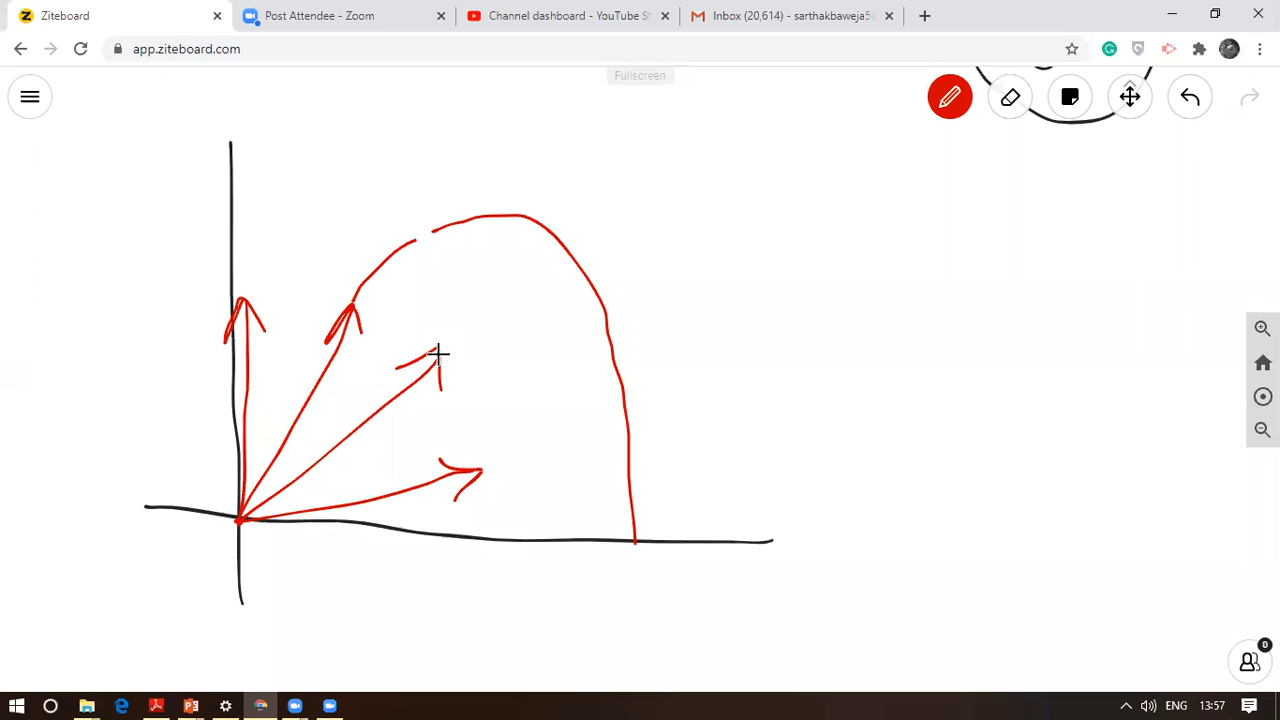 Ziteboard
Post Attendee - Zoom
Channel dashboard - YouTube St
Inbox (20,614) - sarthakbaweja5
app.ziteboard.com
Fullscreen
0
ENG
13:57